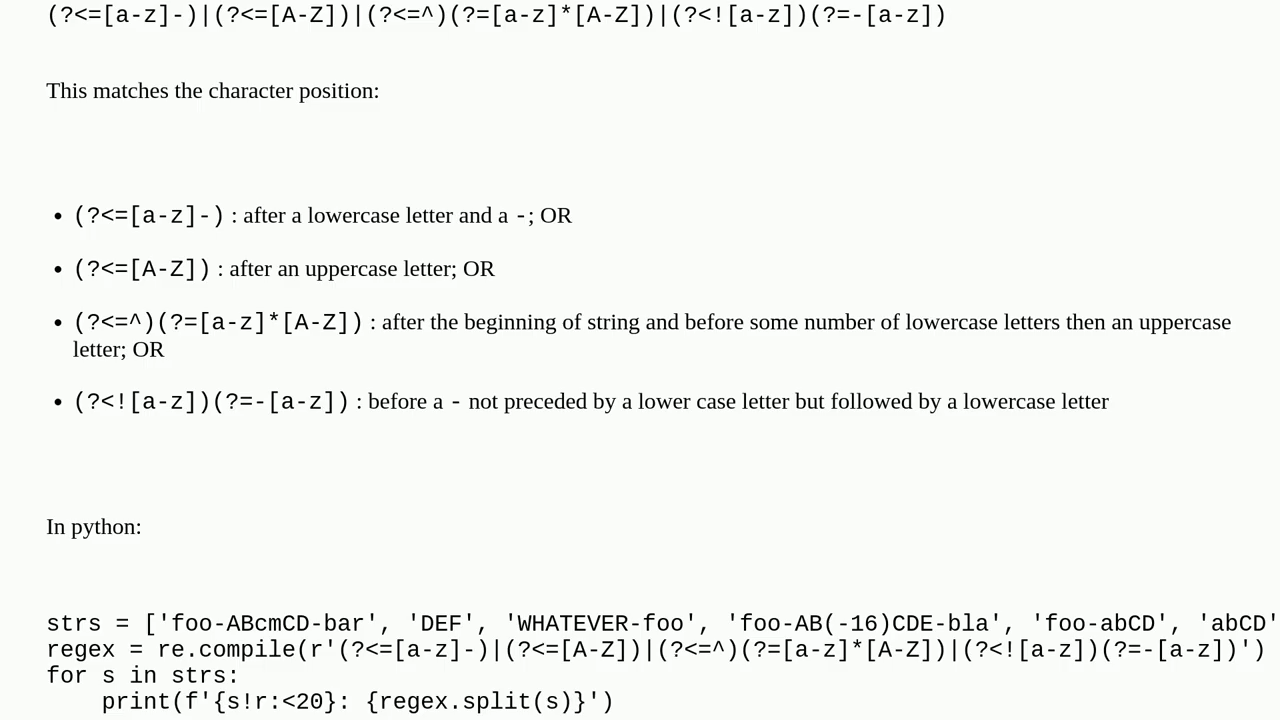 (?<=[a-z]-)|(?<=[A-Z])|(?<=^)(?=[a-z]*[A-Z])|(?<![a-z])(?=-[a-z])
This matches the character position:
• (?<=[a-z]-) : after a lowercase letter and a -; OR
• (?<=[A-Z]) : after an uppercase letter; OR
• (?<=^)(?=[a-z]*[A-Z]) : after the beginning of string and before some number of lowercase letters then an uppercase
letter; OR
• (?<![a-z])(?=-[a-z]) : before a - not preceded by a lower case letter but followed by a lowercase letter
In python:
strs = ['foo-ABcmCD-bar', 'DEF', 'WHATEVER-foo', 'foo-AB(-16)CDE-bla', 'foo-abCD', 'abCD'
regex = re.compile(r'(?<=[a-z]-)|(?<=[A-Z])|(?<=^)(?=[a-z]*[A-Z])|(?<![a-z])(?=-[a-z])')
for s in strs:
    print(f'{s!r:<20}: {regex.split(s)}')